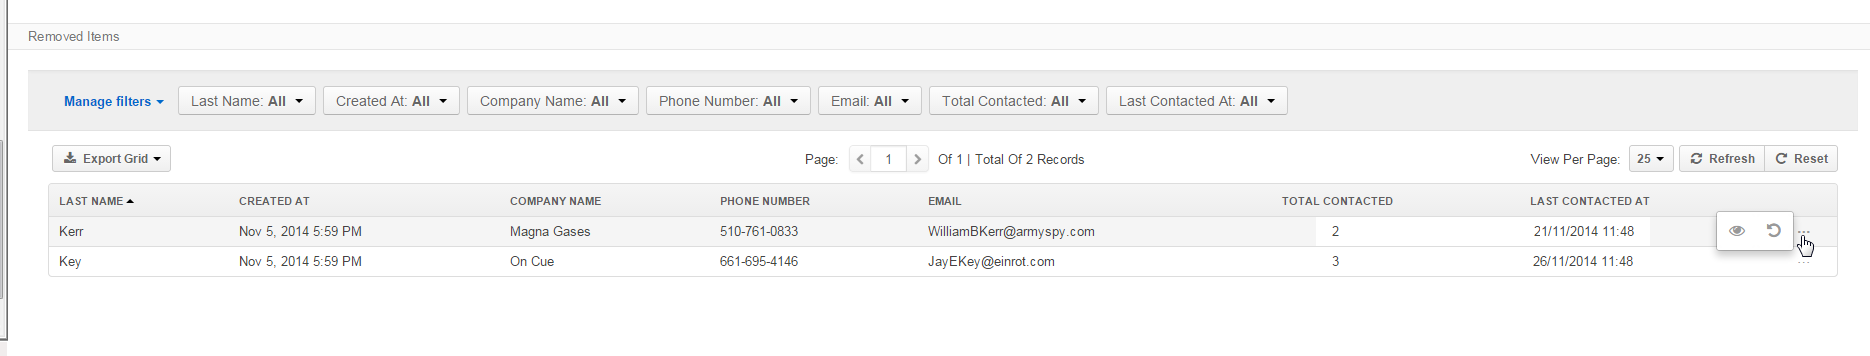 Removed Items
Manage filters Last Name: All Created At: All Company Name: All Phone Number: All Email: All Total Contacted: All Last Contacted At: All
Export Grid Page: 1 Of 1 | Total Of 2 Records View Per Page: 25 Refresh Reset
LAST NAME CREATED AT COMPANY NAME PHONE NUMBER EMAIL TOTAL CONTACTED LAST CONTACTED AT
Kerr Nov 5, 2014 5:59 PM Magna Gases 510-761-0833 WilliamBKerr@armyspy.com 2 21/11/2014 11:48 ...
Key Nov 5, 2014 5:59 PM On Cue 661-695-4146 JayEKey@einrot.com 3 26/11/2014 11:48 ...